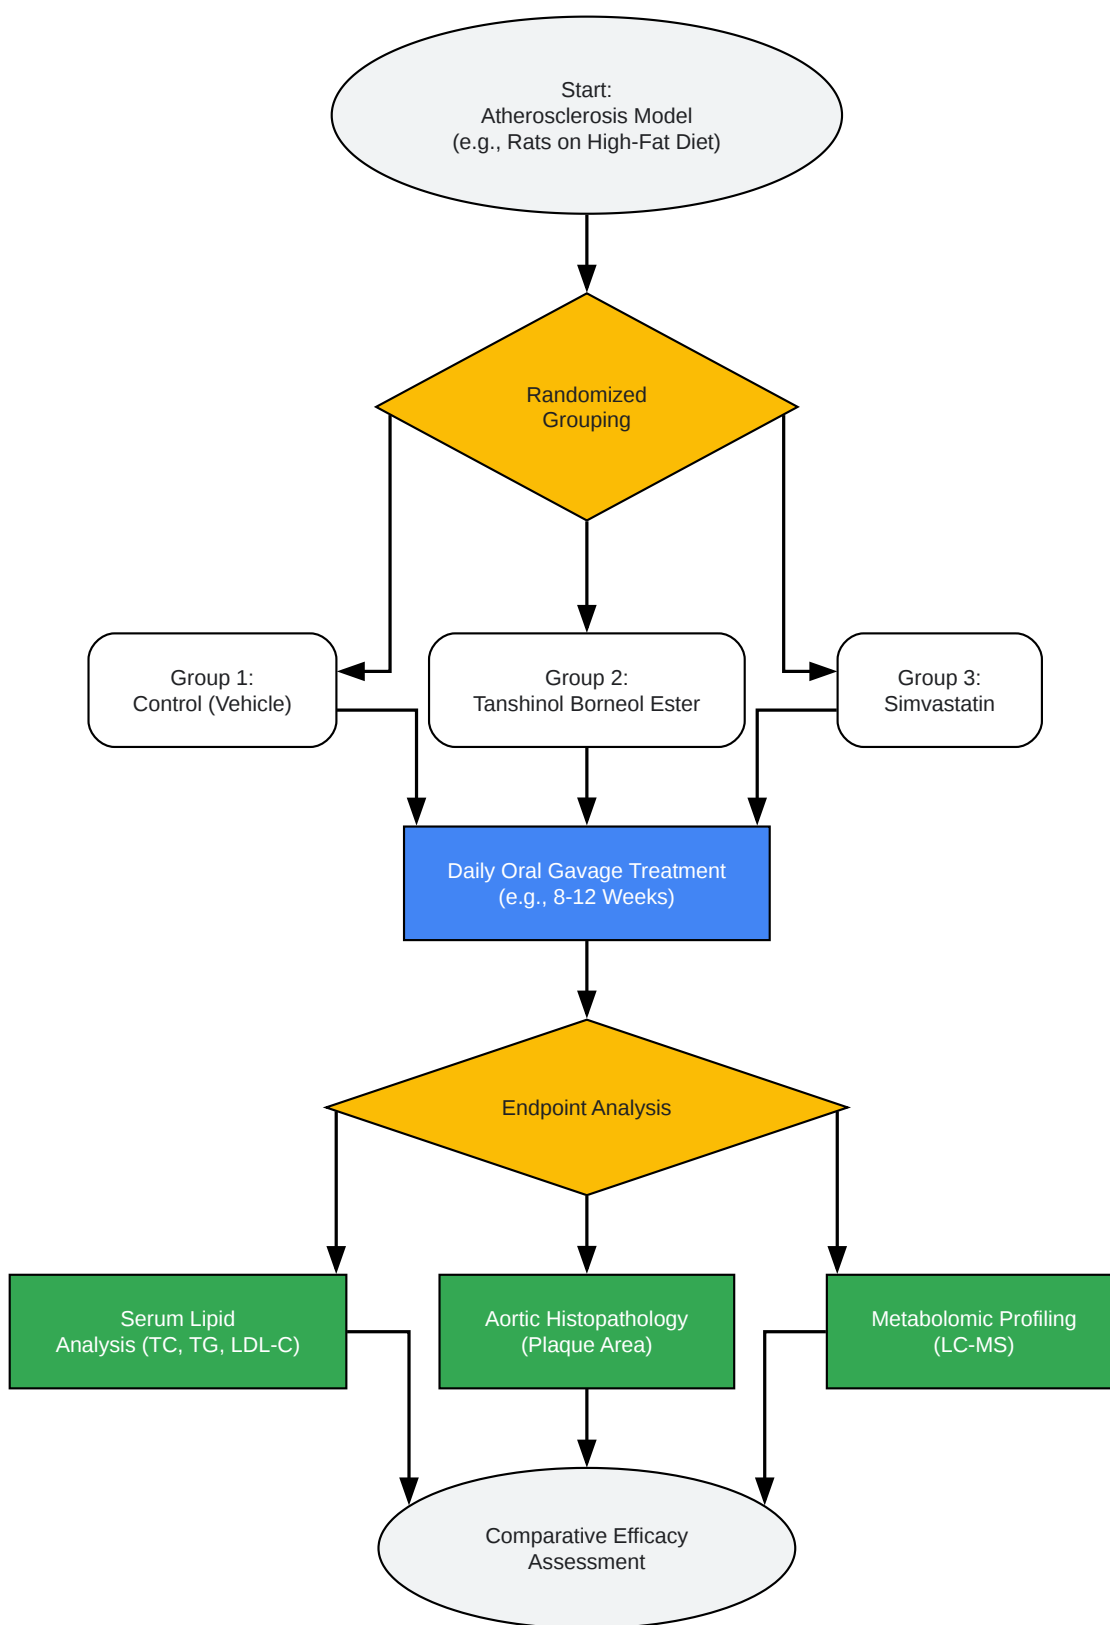 Start:
Atherosclerosis Model
(e.g., Rats on High-Fat Diet)
Randomized
Grouping
Group 1:
Control (Vehicle)
Group 2:
Tanshinol Borneol Ester
Group 3:
Simvastatin
Daily Oral Gavage Treatment
(e.g., 8-12 Weeks)
Endpoint Analysis
Serum Lipid
Analysis (TC, TG, LDL-C)
Aortic Histopathology
(Plaque Area)
Metabolomic Profiling
(LC-MS)
Comparative Efficacy
Assessment